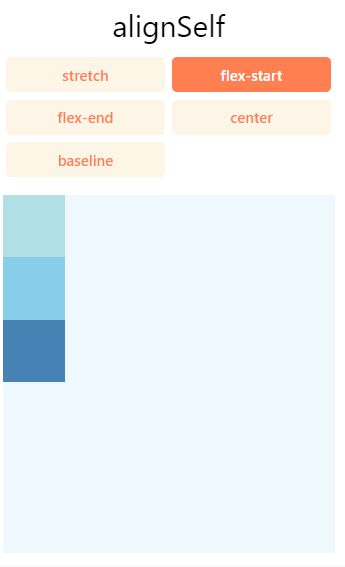 alignSelf
stretch
flex-start
flex-end
center
baseline